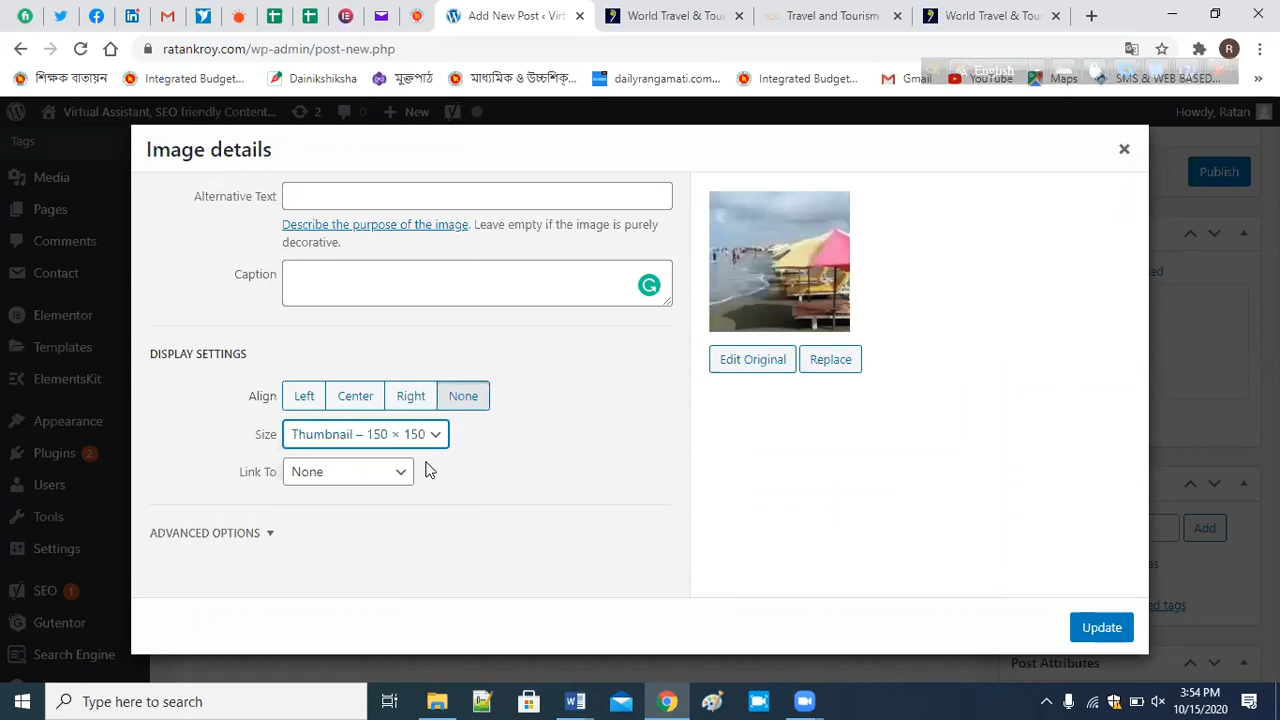 Add New Post ‹ Virt
World Travel & Tou
Travel and Tourism
World Travel & Tou
ratankroy.com/wp-admin/post-new.php
শিক্ষক বাতায়ন
Integrated Budget...
Dainikshiksha
মুক্তপাঠ
মাধ্যমিক ও উচ্চশিক্...
dailyrangamati.com...
Integrated Budget...
Gmail
YouTube
Maps
SMS & WEB BASED...
English
Virtual Assistant, SEO friendly Content...
2
0
New
Howdy, Ratan
Tags
Media
Pages
Comments
Contact
Elementor
Templates
ElementsKit
Appearance
Plugins 2
Users
Tools
Settings
SEO 1
Gutentor
Search Engine
Image details
Alternative Text
Describe the purpose of the image. Leave empty if the image is purely
decorative.
Caption
DISPLAY SETTINGS
Align Left Center Right None
Size Thumbnail – 150 × 150
Link To None
ADVANCED OPTIONS
Edit Original Replace
Update
Publish
Add
ed tags
Post Attributes
Type here to search
3:54 PM
10/15/2020